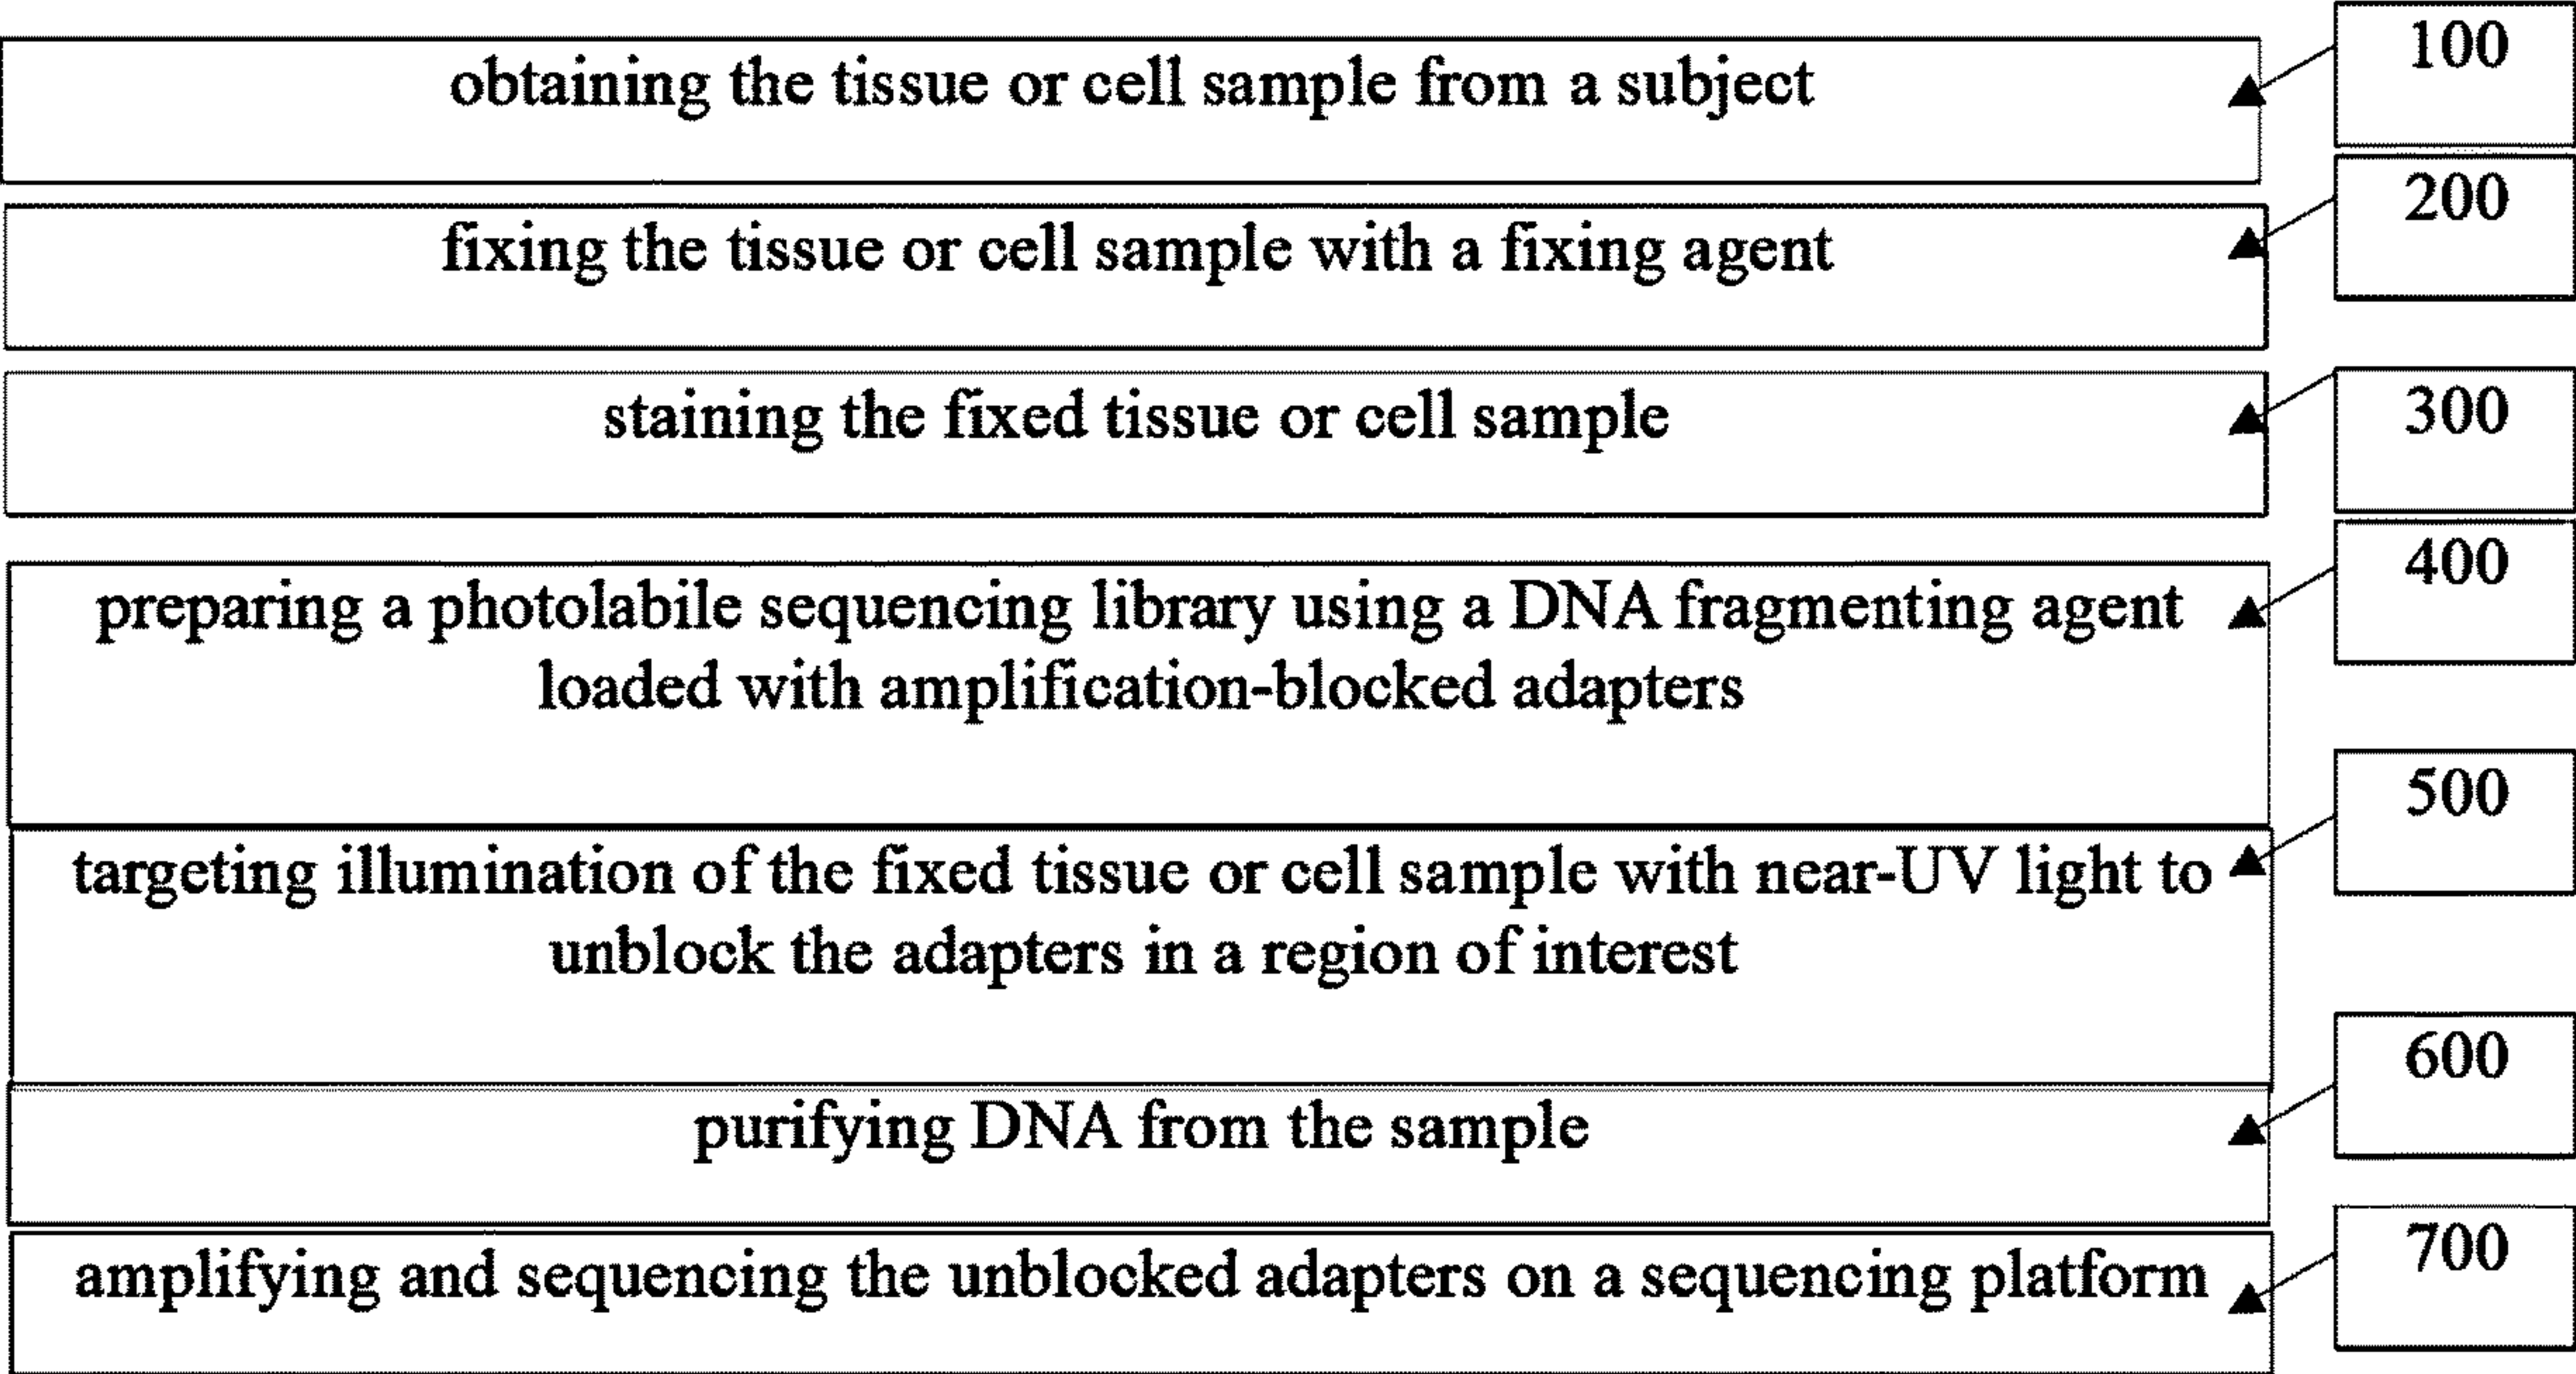 obtaining the tissue or cell sample from a subject
100
fixing the tissue or cell sample with a fixing agent
200
staining the fixed tissue or cell sample
300
preparing a photolabile sequencing library using a DNA fragmenting agent
loaded with amplification-blocked adapters
400
targeting illumination of the fixed tissue or cell sample with near-UV light to
unblock the adapters in a region of interest
500
purifying DNA from the sample
600
amplifying and sequencing the unblocked adapters on a sequencing platform
700